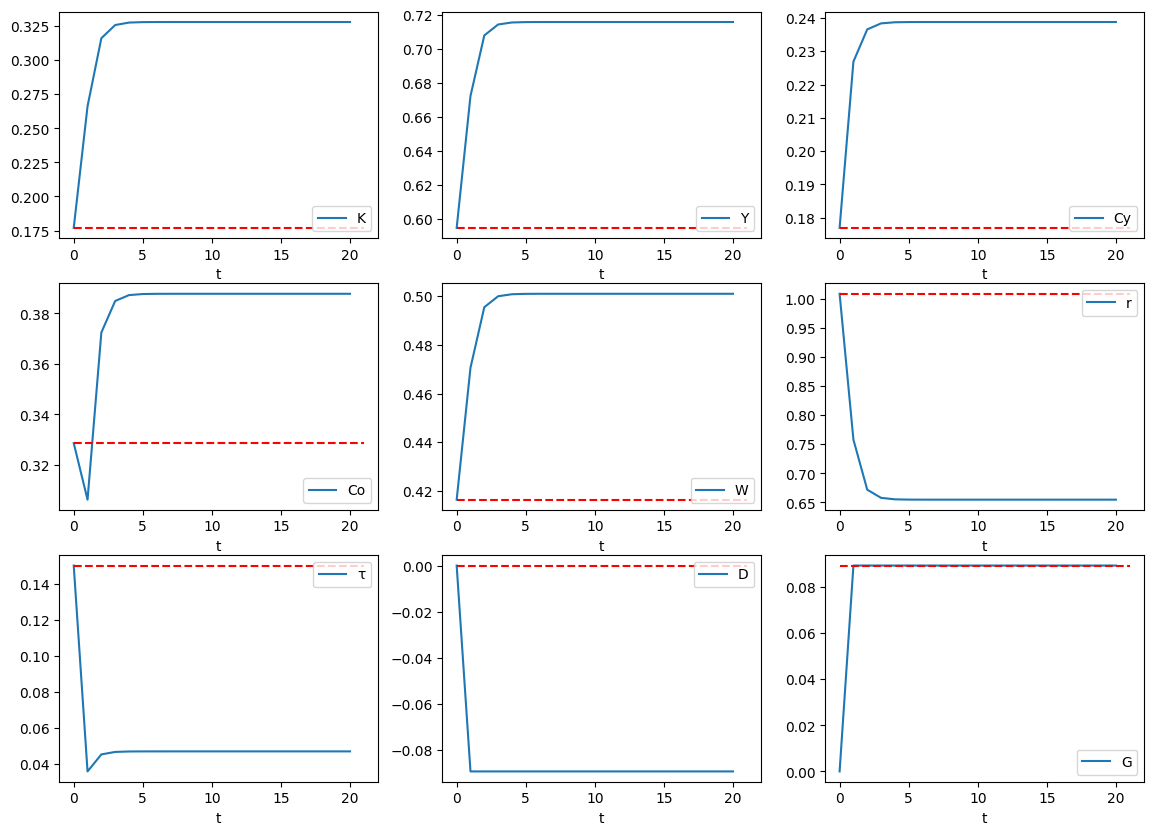 0.325
0.300
0.275
0.250
0.225
0.200
0.175
K
0 5 10 15 20
t
0.72
0.70
0.68
0.66
0.64
0.62
0.60
Y
0 5 10 15 20
t
0.24
0.23
0.22
0.21
0.20
0.19
0.18
Cy
0 5 10 15 20
t
0.38
0.36
0.34
0.32
Co
0 5 10 15 20
t
0.50
0.48
0.46
0.44
0.42
W
0 5 10 15 20
t
1.00
0.95
0.90
0.85
0.80
0.75
0.70
0.65
r
0 5 10 15 20
t
0.14
0.12
0.10
0.08
0.06
0.04
τ
0 5 10 15 20
t
0.00
−0.02
−0.04
−0.06
−0.08
D
0 5 10 15 20
t
0.08
0.06
0.04
0.02
0.00
G
0 5 10 15 20
t